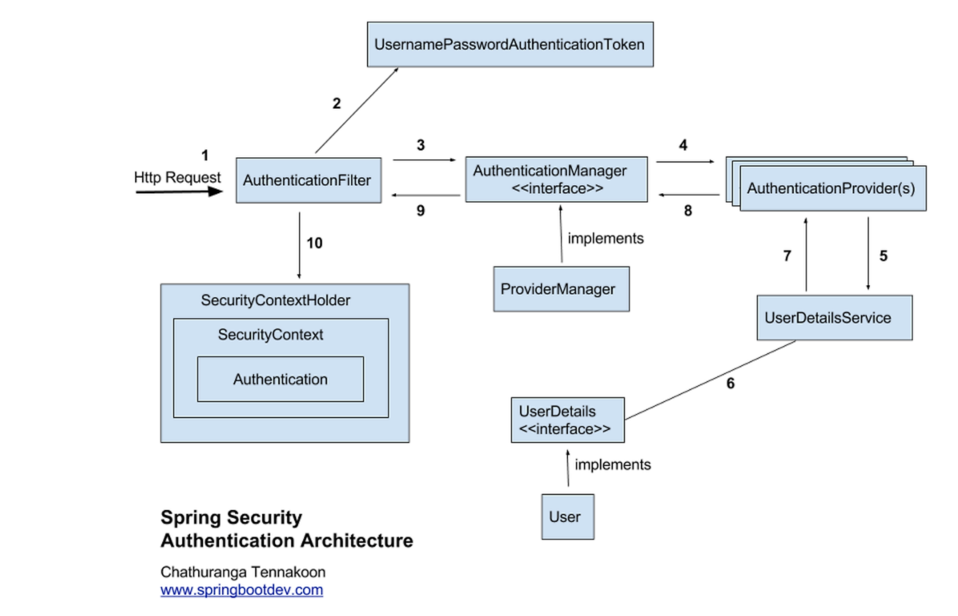 UsernamePasswordAuthenticationToken
2
1
Http Request
AuthenticationFilter
3
9
AuthenticationManager
<<interface>>
4
8
AuthenticationProvider(s)
10
implements
ProviderManager
7
5
UserDetailsService
SecurityContextHolder
SecurityContext
Authentication
6
UserDetails
<<interface>>
implements
User
Spring Security
Authentication Architecture
Chathuranga Tennakoon
www.springbootdev.com